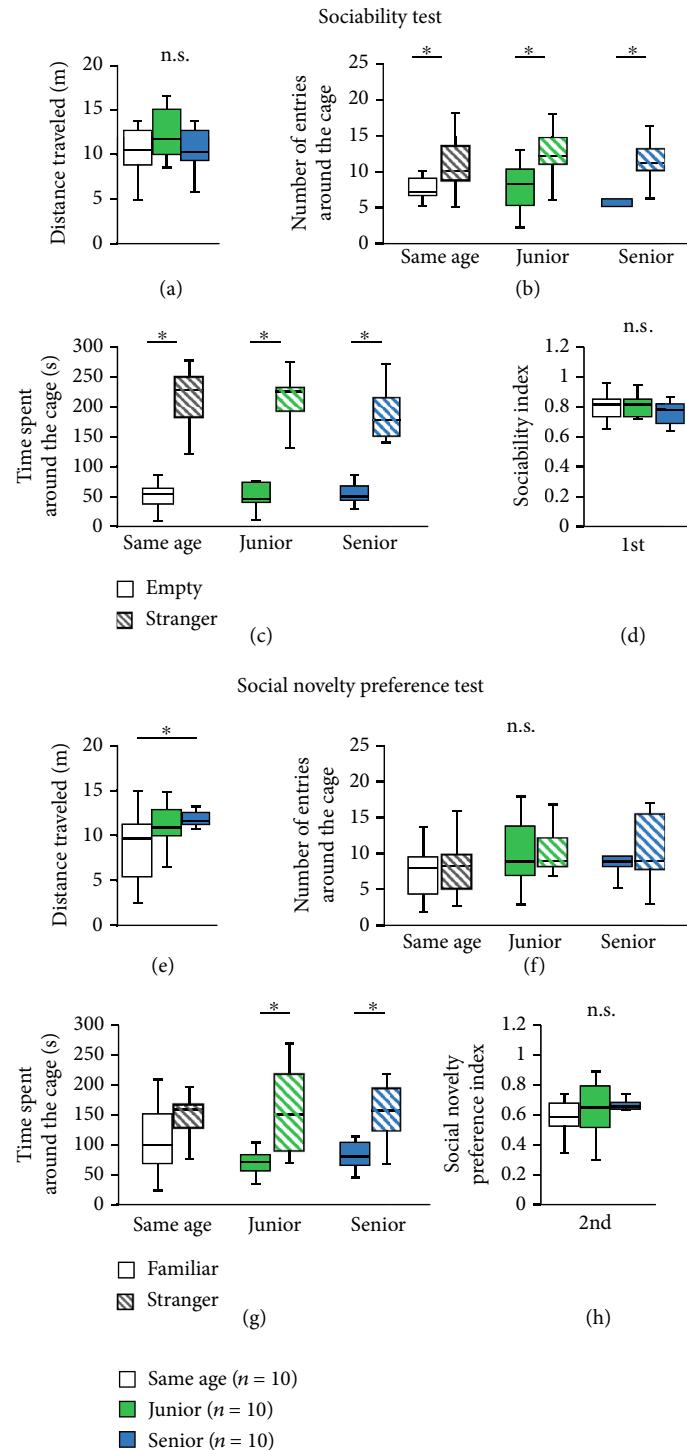 Sociability test
n.s.
Distance traveled (m)
20
15
10
5
0
(a)
Number of entries
around the cage
25
20
15
10
5
0
* * *
Same age Junior Senior
(b)
Time spent
around the cage (s)
300
250
200
150
100
50
0
* * *
Same age Junior Senior
Empty
Stranger
(c)
n.s.
Sociability index
1.2
1
0.8
0.6
0.4
0.2
0
1st
(d)
Social novelty preference test
*
Distance traveled (m)
20
15
10
5
0
(e)
n.s.
Number of entries
around the cage
25
20
15
10
5
0
Same age Junior Senior
(f)
Time spent
around the cage (s)
300
250
200
150
100
50
0
* *
Same age Junior Senior
Familiar
Stranger
(g)
n.s.
Social novelty
preference index
1.2
1
0.8
0.6
0.4
0.2
0
2nd
(h)
Same age (n = 10)
Junior (n = 10)
Senior (n = 10)